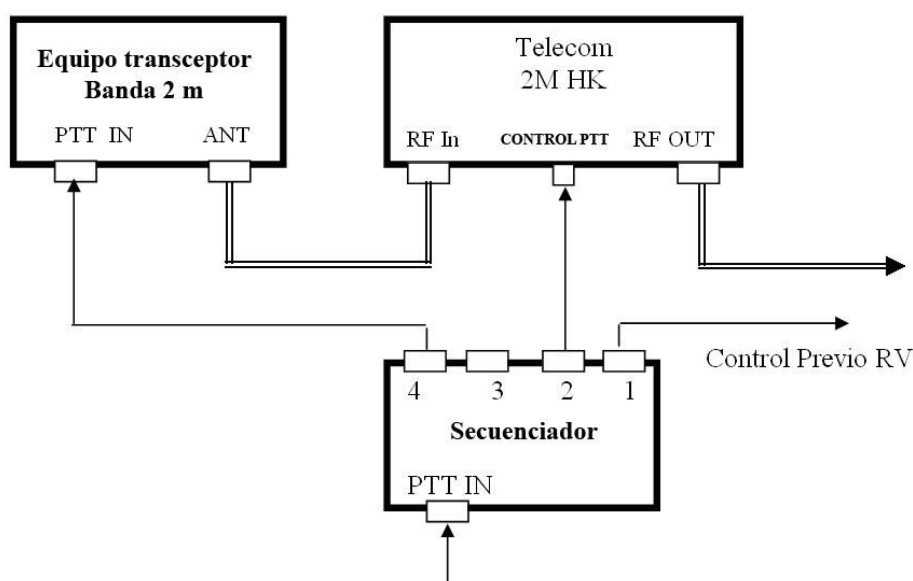 Equipo transceptor
Banda 2 m
PTT IN
ANT
Telecom
2M HK
RF In
CONTROL PTT
RF OUT
Control Previo RV
4 3 2 1
Secuenciador
PTT IN